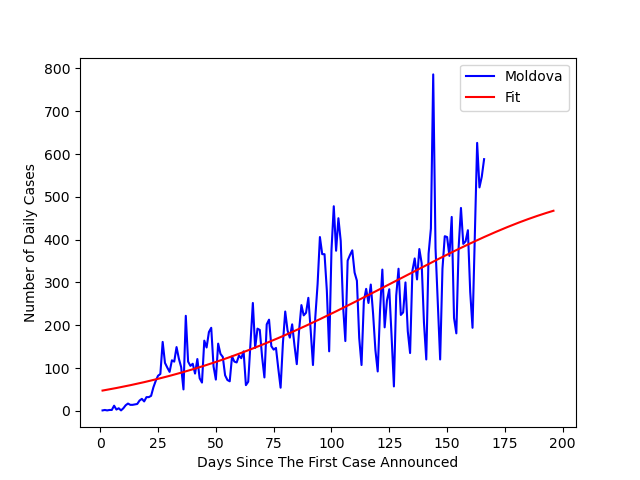 Moldova
Fit
Number of Daily Cases
800
700
600
500
400
300
200
100
0
0 25 50 75 100 125 150 175 200
Days Since The First Case Announced